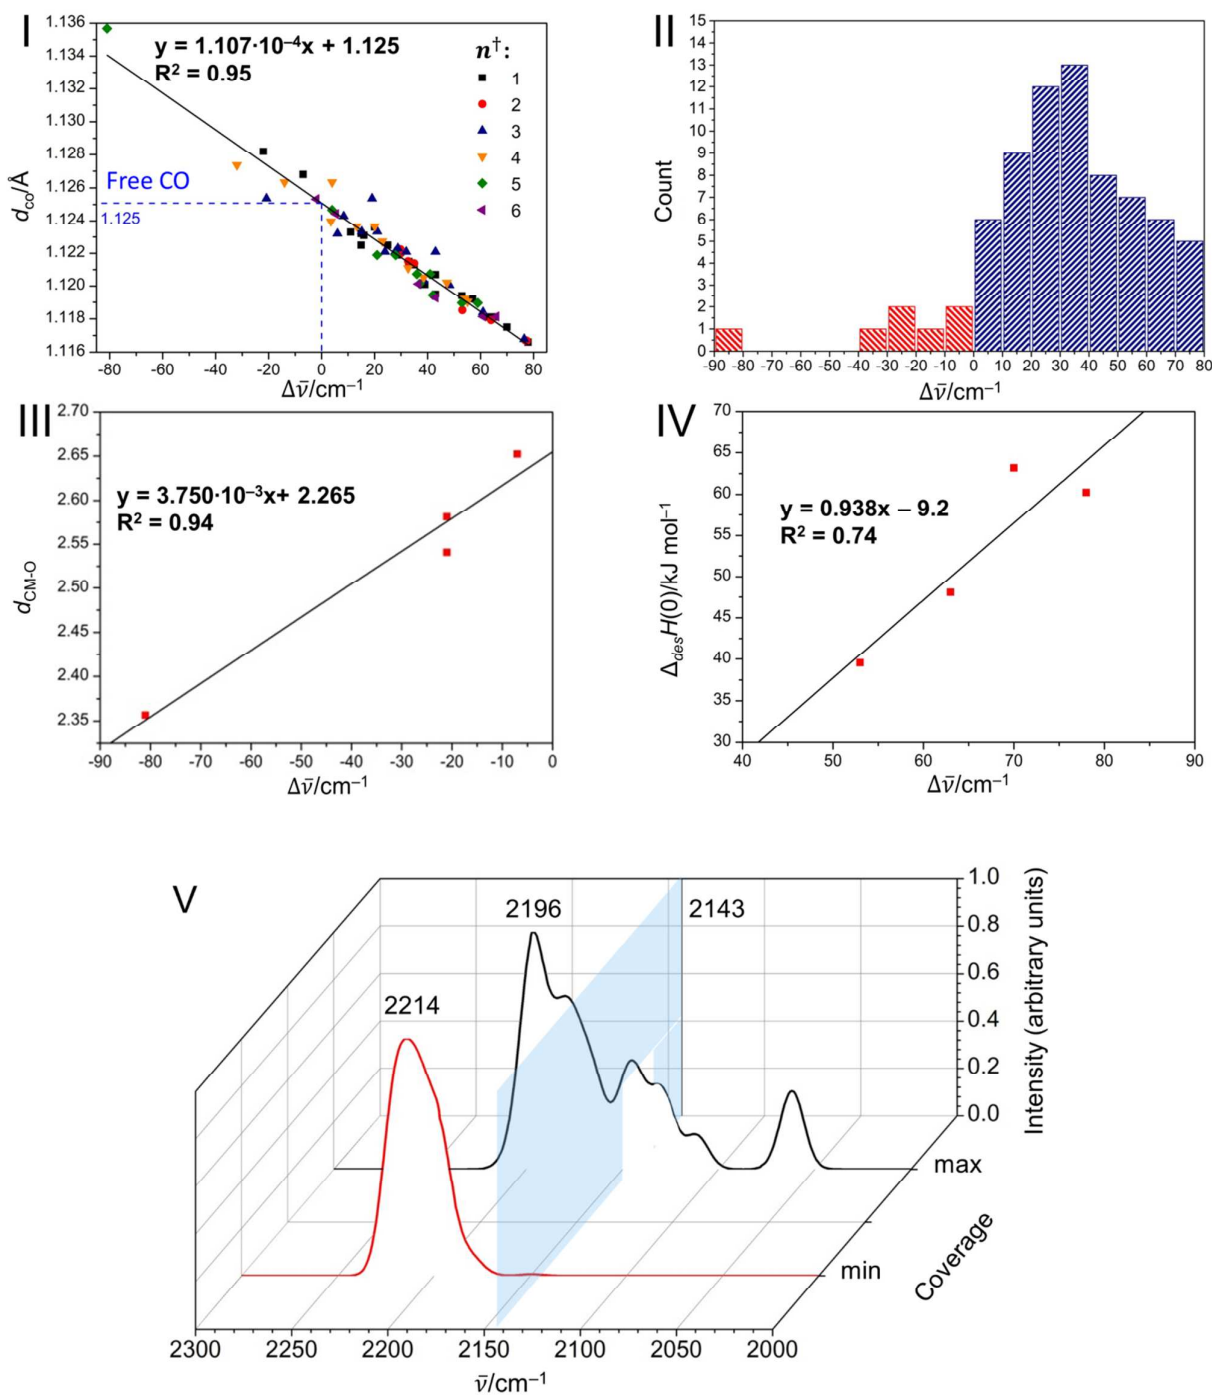 I
y = 1.107·10⁻⁴x + 1.125
R² = 0.95
n†:
1
2
3
4
5
6
Free CO
1.125
1.136
1.134
1.132
1.130
1.128
1.126
1.124
1.122
1.120
1.118
1.116
dco/Å
-80 -60 -40 -20 0 20 40 60 80
Δν̄/cm⁻¹
II
15
14
13
12
11
10
9
8
7
6
5
4
3
2
1
0
Count
-90 -80 -70 -60 -50 -40 -30 -20 -10 0 10 20 30 40 50 60 70 80
Δν̄/cm⁻¹
III
y = 3.750·10⁻³x+ 2.265
R² = 0.94
2.70
2.65
2.60
2.55
2.50
2.45
2.40
2.35
dCM-O
-90 -80 -70 -60 -50 -40 -30 -20 -10 0
Δν̄/cm⁻¹
IV
y = 0.938x – 9.2
R² = 0.74
70
65
60
55
50
45
40
35
30
ΔdesH(0)/kJ mol⁻¹
40 50 60 70 80 90
Δν̄/cm⁻¹
V
2196
2143
2214
1.0
0.8
0.6
0.4
0.2
0.0
Intensity (arbitrary units)
max
min
Coverage
2300 2250 2200 2150 2100 2050 2000
ν̄/cm⁻¹